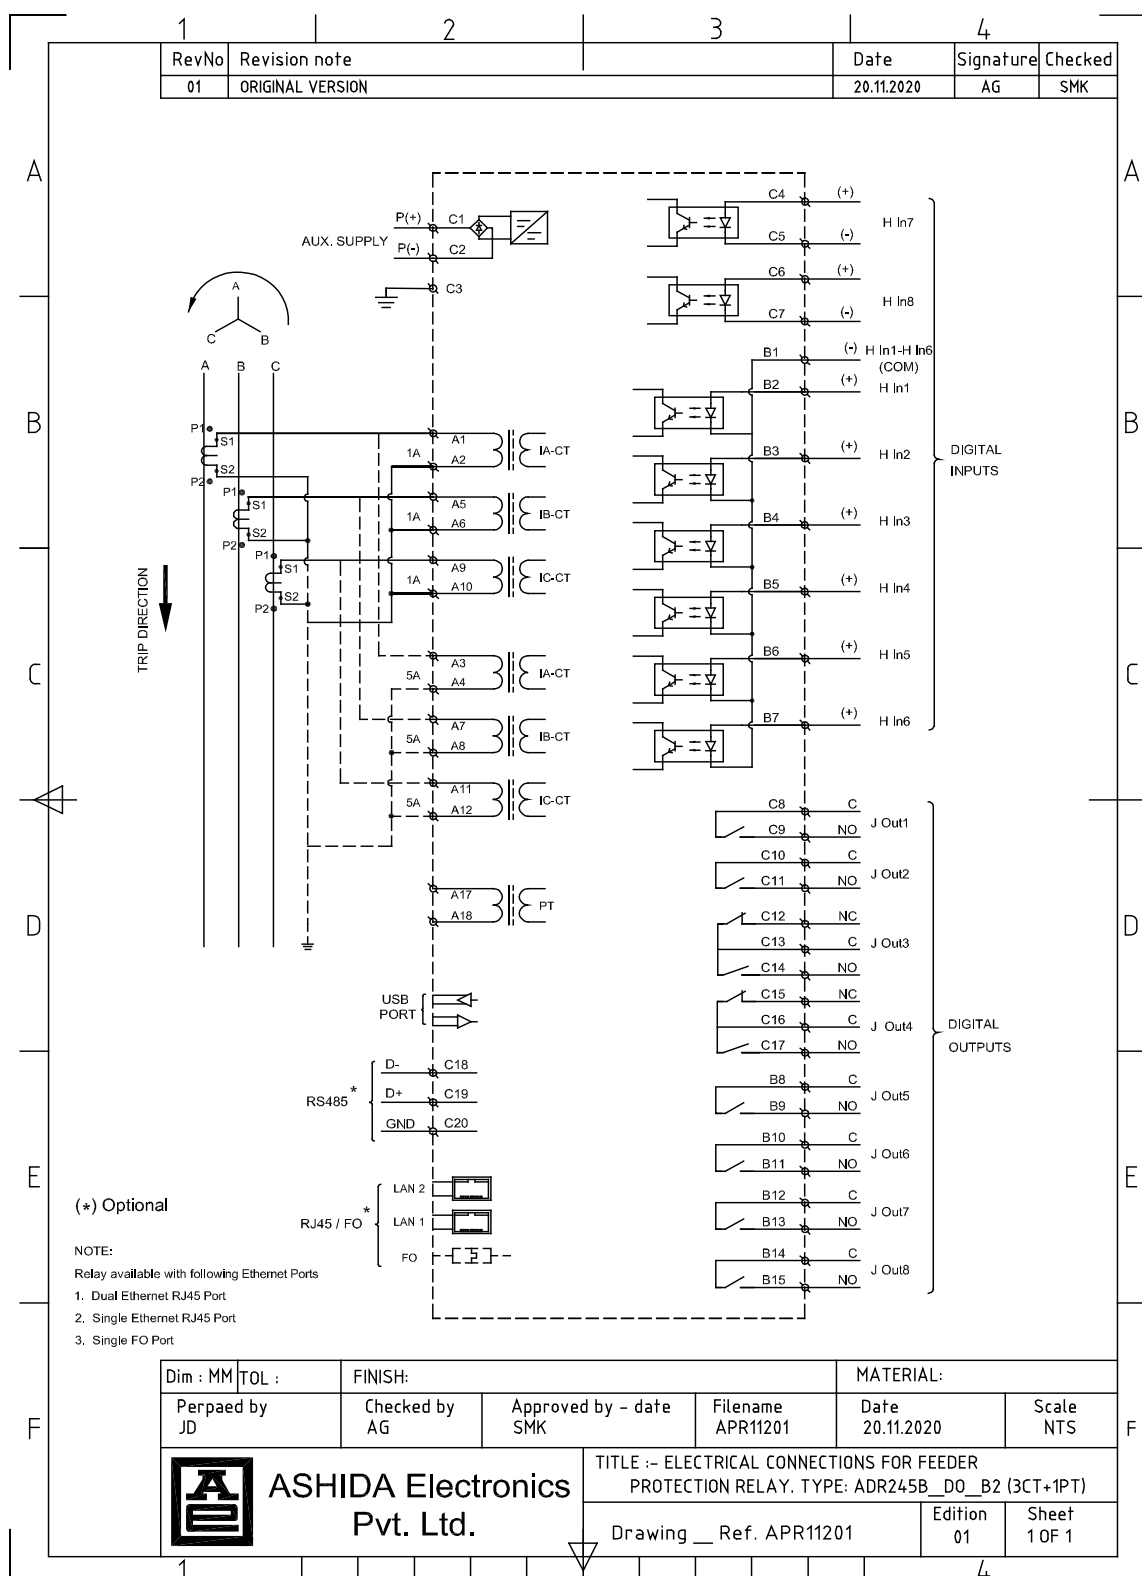 1 2 3 4
RevNo Revision note Date Signature Checked
01 ORIGINAL VERSION 20.11.2020 AG SMK
A A
B B
C C
D D
E E
F F
P(+) C1
AUX. SUPPLY
P(-) C2
C3
A
C B
A B C
P1 S1
S2
P2
P1 S1
S2
P2
P1 S1
S2
P2
TRIP DIRECTION
A1
1A A2 IA-CT
A5
1A A6 IB-CT
A9
1A A10 IC-CT
A3
5A A4 IA-CT
A7
5A A8 IB-CT
A11
5A A12 IC-CT
A17
A18 PT
USB
PORT
D- C18
RS485 * D+ C19
GND C20
LAN 2
RJ45 / FO * LAN 1
FO
C4 (+)
H In7
C5 (-)
C6 (+)
H In8
C7 (-)
B1 (-) H In1-H In6
(COM)
B2 (+) H In1
B3 (+) H In2
B4 (+) H In3
B5 (+) H In4
B6 (+) H In5
B7 (+) H In6
DIGITAL
INPUTS
C8 C
J Out1
C9 NO
C10 C
J Out2
C11 NO
C12 NC
C13 C J Out3
C14 NO
C15 NC
C16 C J Out4
C17 NO
B8 C
J Out5
B9 NO
B10 C
J Out6
B11 NO
B12 C
J Out7
B13 NO
B14 C
J Out8
B15 NO
DIGITAL
OUTPUTS
(*) Optional
NOTE:
Relay available with following Ethernet Ports
1. Dual Ethernet RJ45 Port
2. Single Ethernet RJ45 Port
3. Single FO Port
Dim : MM TOL : FINISH: MATERIAL:
Perpaed by Checked by Approved by - date Filename Date Scale
JD AG SMK APR11201 20.11.2020 NTS
ASHIDA Electronics
Pvt. Ltd.
TITLE :- ELECTRICAL CONNECTIONS FOR FEEDER
PROTECTION RELAY. TYPE: ADR245B__DO__B2 (3CT+1PT)
Drawing __ Ref. APR11201
Edition
01
Sheet
1 OF 1
1 4